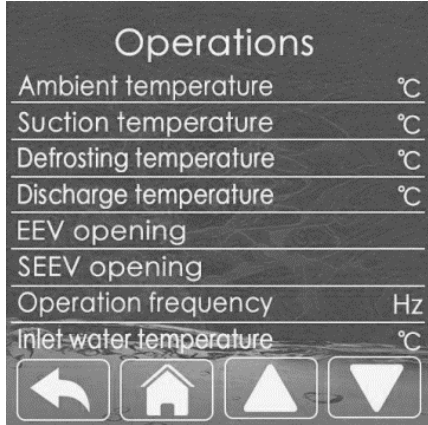 Operations
Ambient temperature ℃
Suction temperature ℃
Defrosting temperature ℃
Discharge temperature ℃
EEV opening
SEEV opening
Operation frequency Hz
Inlet water temperature ℃